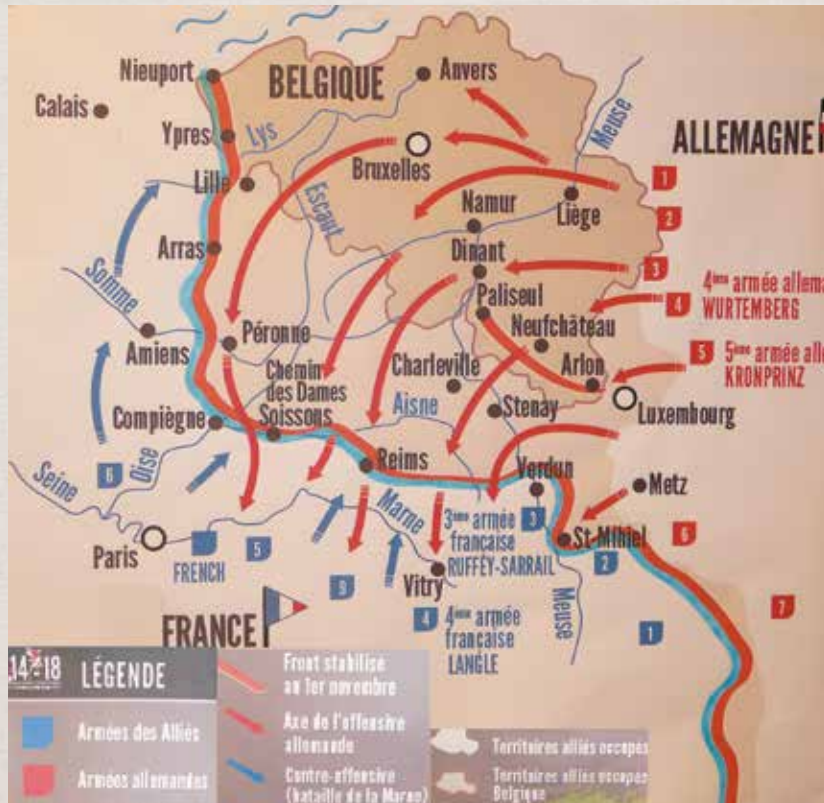 Nieuport
BELGIQUE
Anvers
Calais
Ypres
Lys
Meuse
ALLEMAGNE
Bruxelles
Lille
Escaut
1
Namur
Liège
2
Dinant
Arras
3
4ème armée
WURTEMBERG
4
Somme
Paliseul
Neufchâteau
Péronne
Amiens
5
5ème armée
KRONPRINZ
Charleville
Arlon
Chemin
des Dames
Aisne
Stenay
Luxembourg
Compiègne
Soissons
Oise
6
Reims
Verdun
Metz
Seine
Marne
3ème armée
française
RUFFEY-SARRAIL
3
St-Mihiel
6
Paris
FRENCH
5
2
Vitry
9
Meuse
7
4
4ème armée
française
LANGLE
1
FRANCE
14-18
LÉGENDE
Armées des Alliés
Armées allemandes
Front stabilisé
au 1er novembre
Axe de l'offensive
allemande
Contre-offensive
(bataille de la Marne)
Territoires alliés occupés
Territoires alliés occupés
Belgique